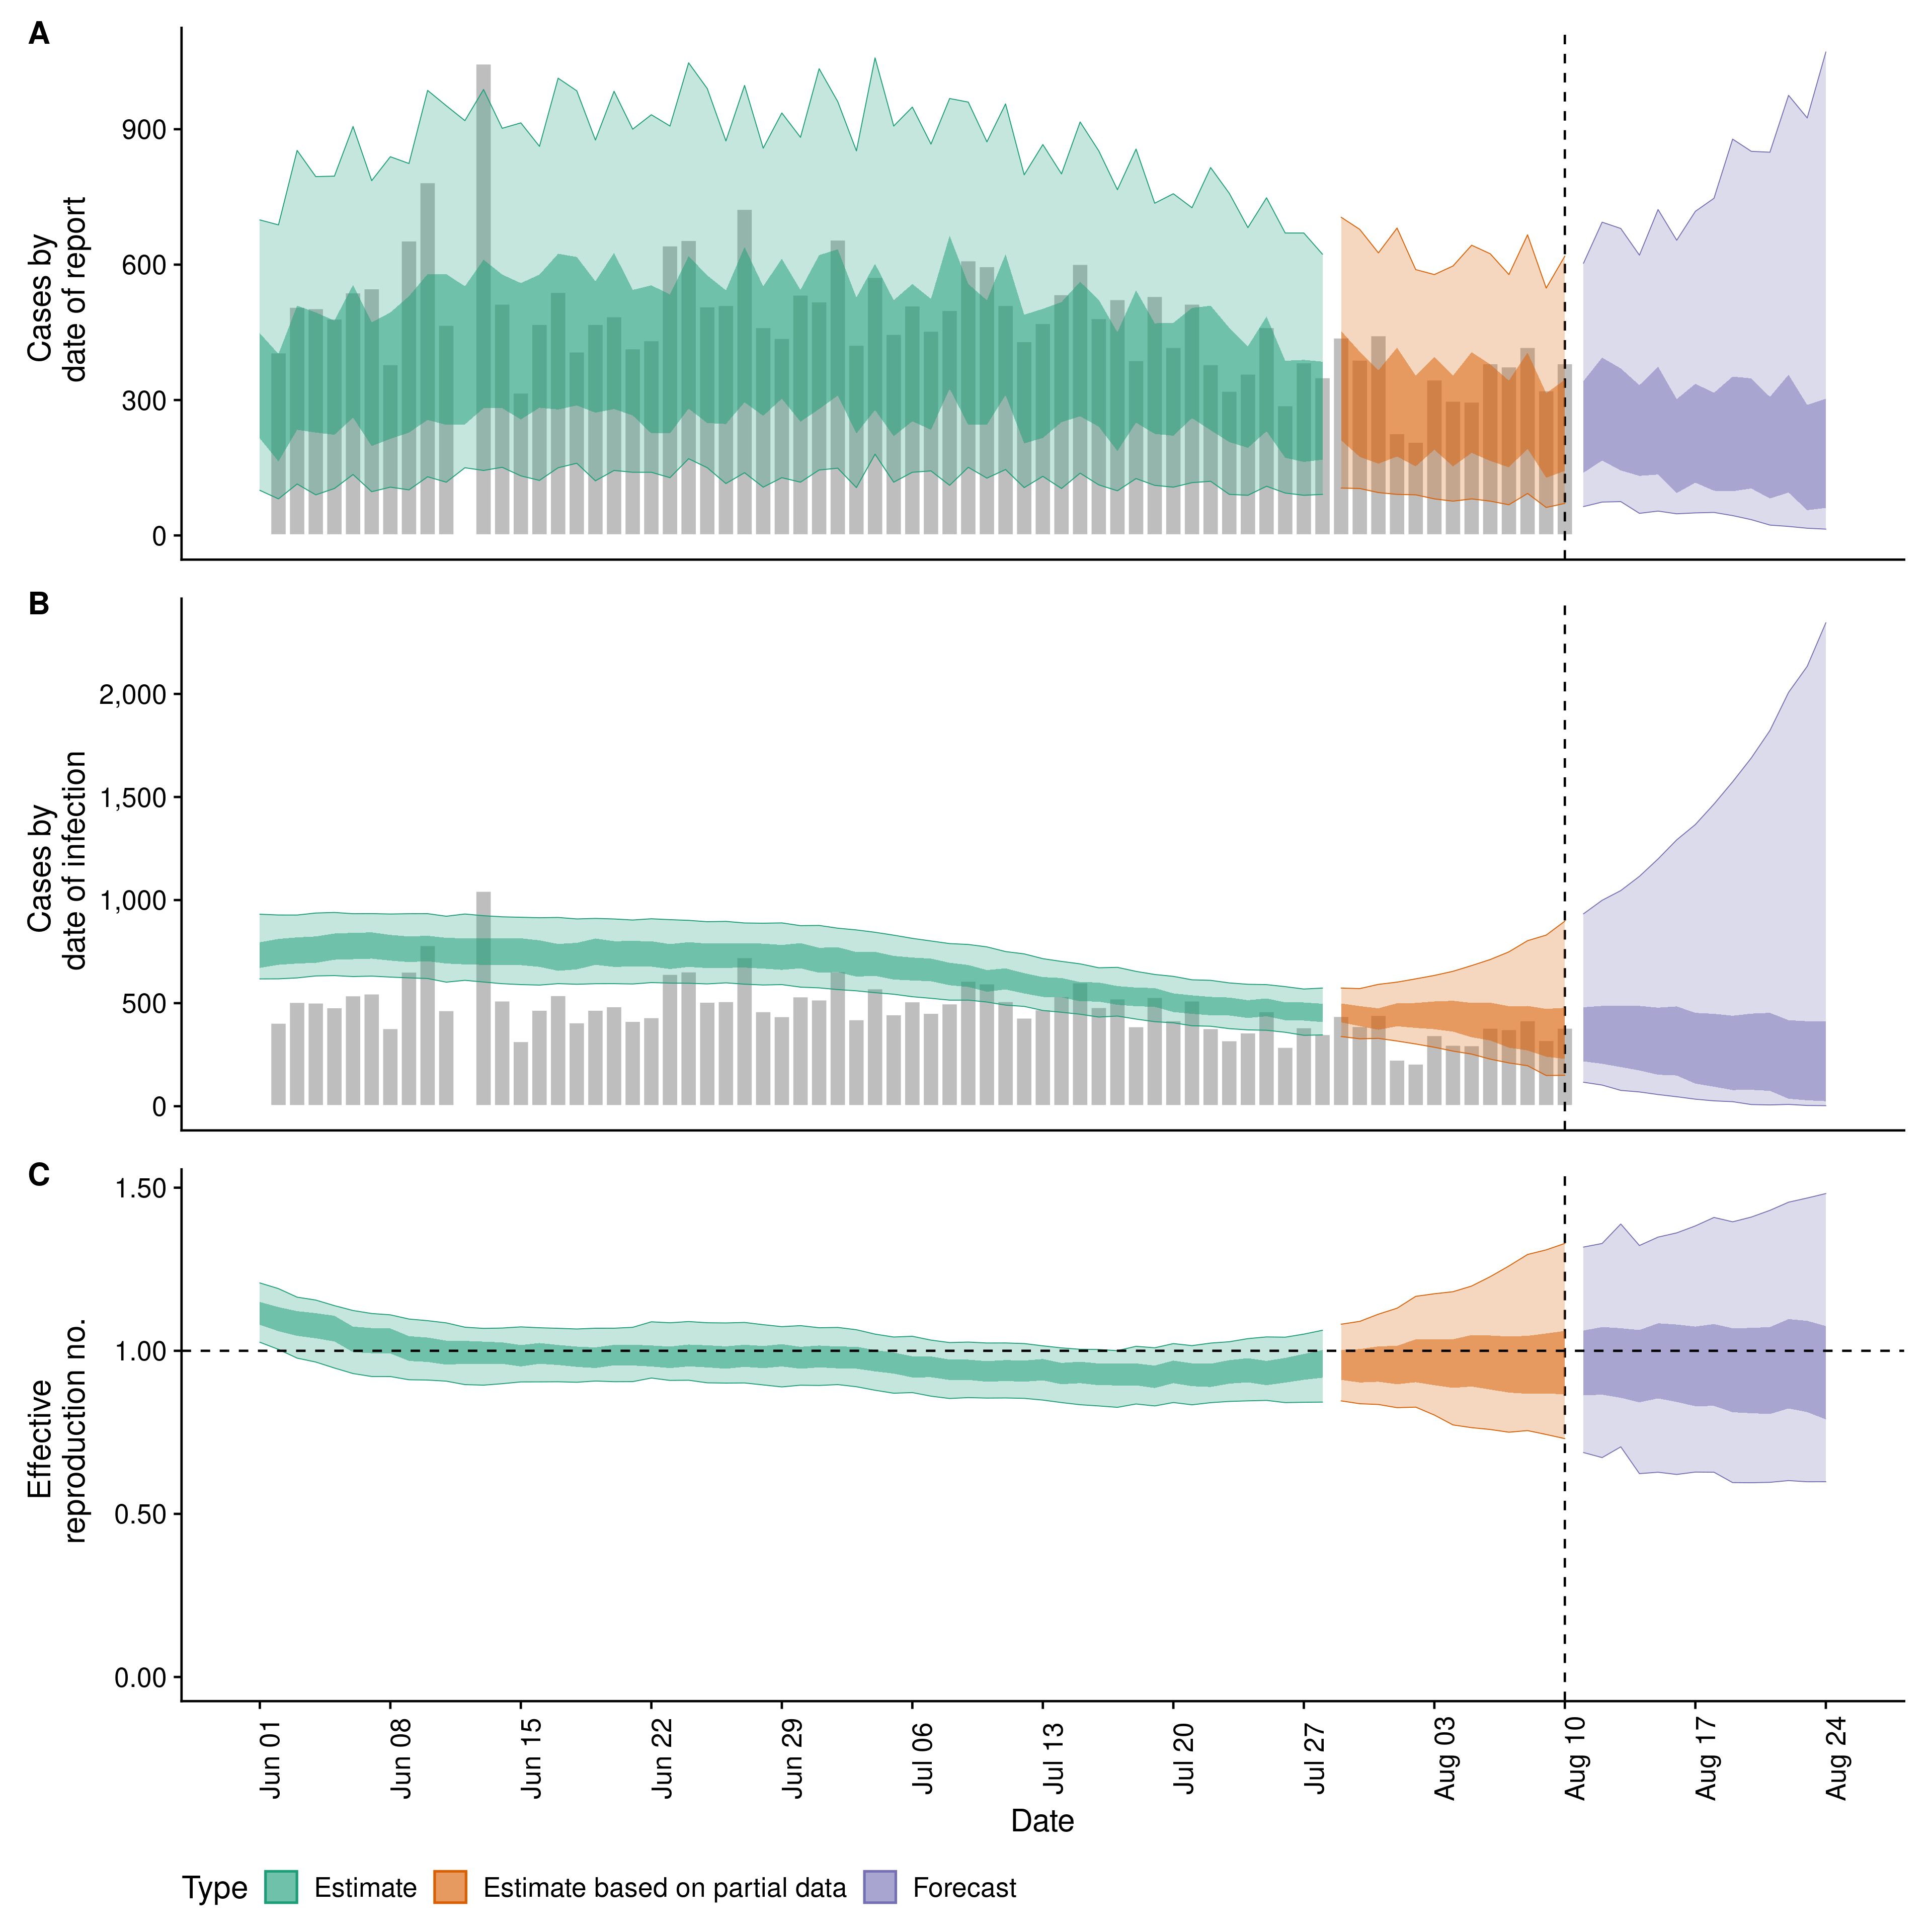 A
Cases by
date of report
900
600
300
0
B
Cases by
date of infection
2,000
1,500
1,000
500
0
C
Effective
reproduction no.
1.50
1.00
0.50
0.00
Jun 01
Jun 08
Jun 15
Jun 22
Jun 29
Jul 06
Jul 13
Jul 20
Jul 27
Aug 03
Aug 10
Aug 17
Aug 24
Date
Type Estimate Estimate based on partial data Forecast